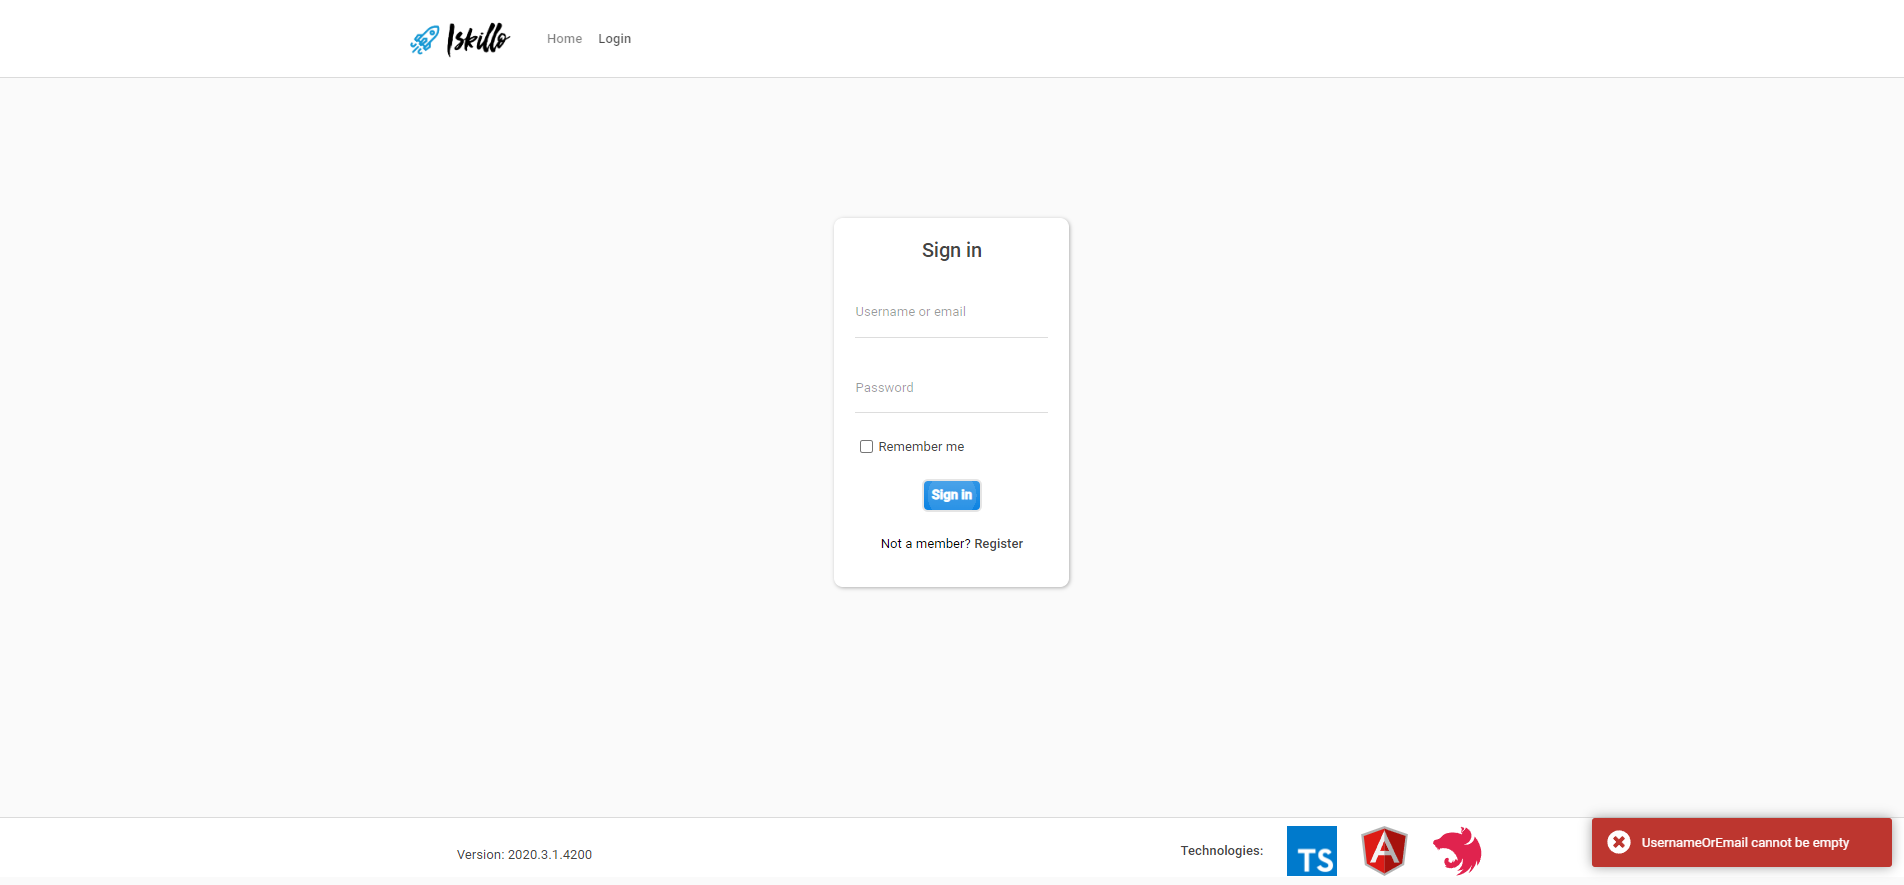 Iskillo
Home Login
Sign in
Username or email
Password
Remember me
Sign in
Not a member? Register
Version: 2020.3.1.4200
Technologies:
TS
A
UsernameOrEmail cannot be empty